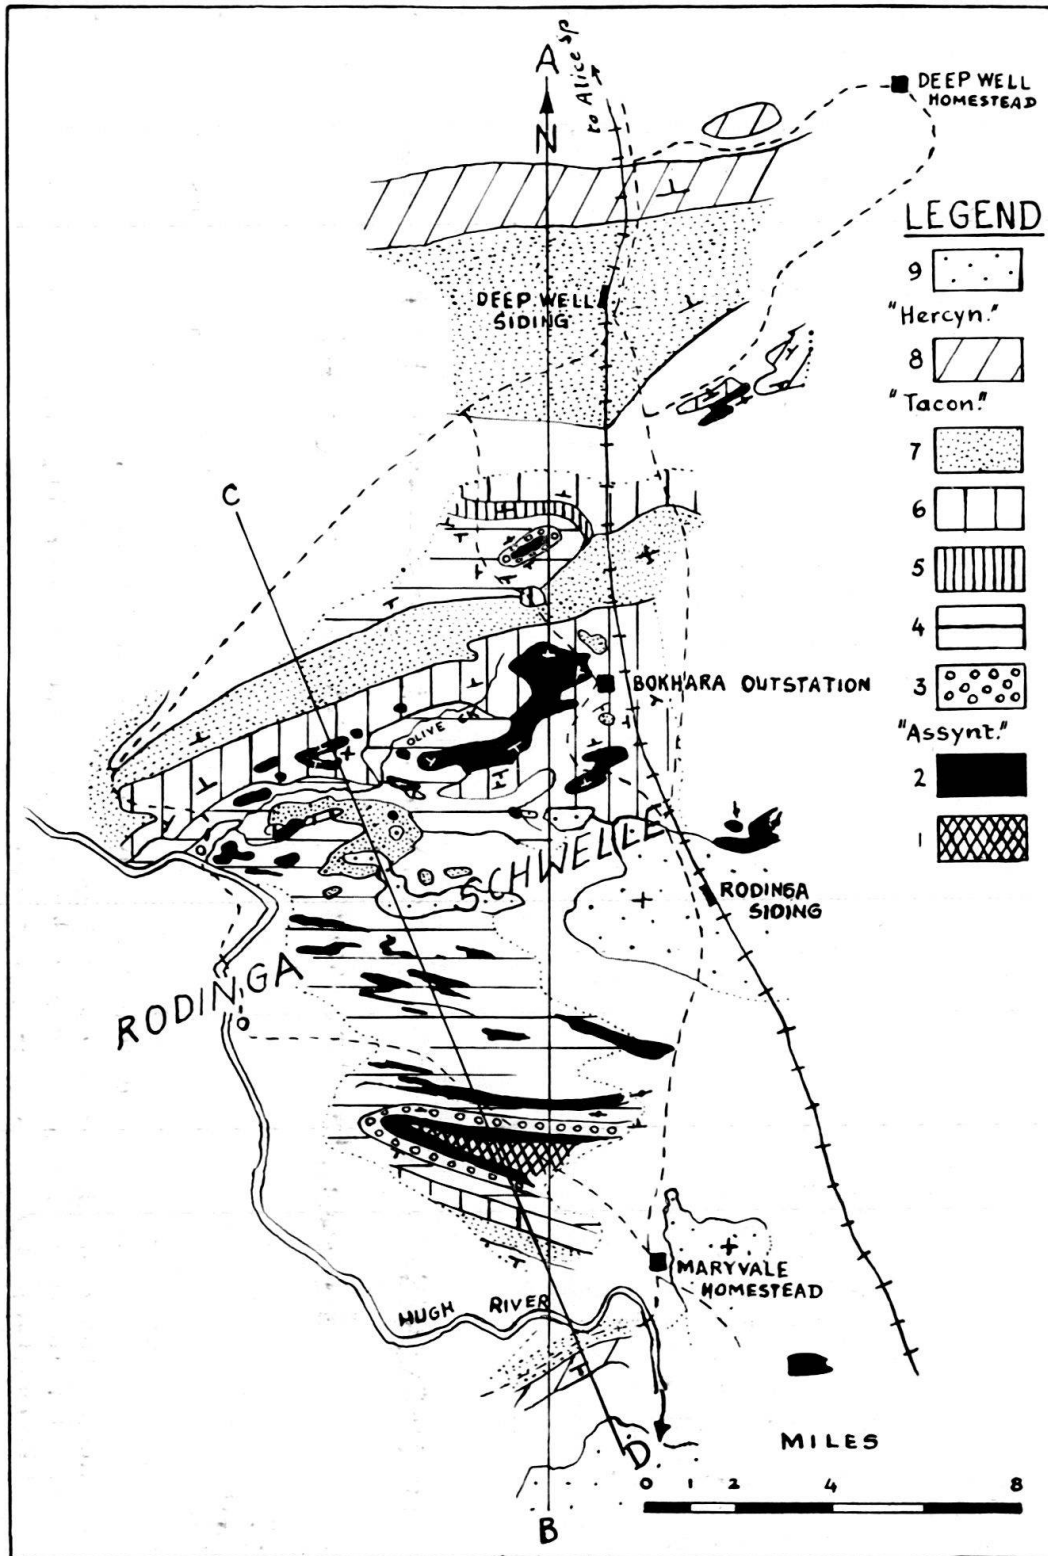 A
N
to Alice Sp
DEEP WELL
HOMESTEAD
LEGEND
9
"Hercyn."
8
"Tacon."
7
6
5
4
3
"Assynt."
2
1
DEEP WELL
SIDING
C
BOKHARA OUTSTATION
OLIVE CK
SCHWELLE
RODINGA
SIDING
RODINGA
MARYVALE
HOMESTEAD
HUGH RIVER
D
B
MILES
0 1 2 4 8